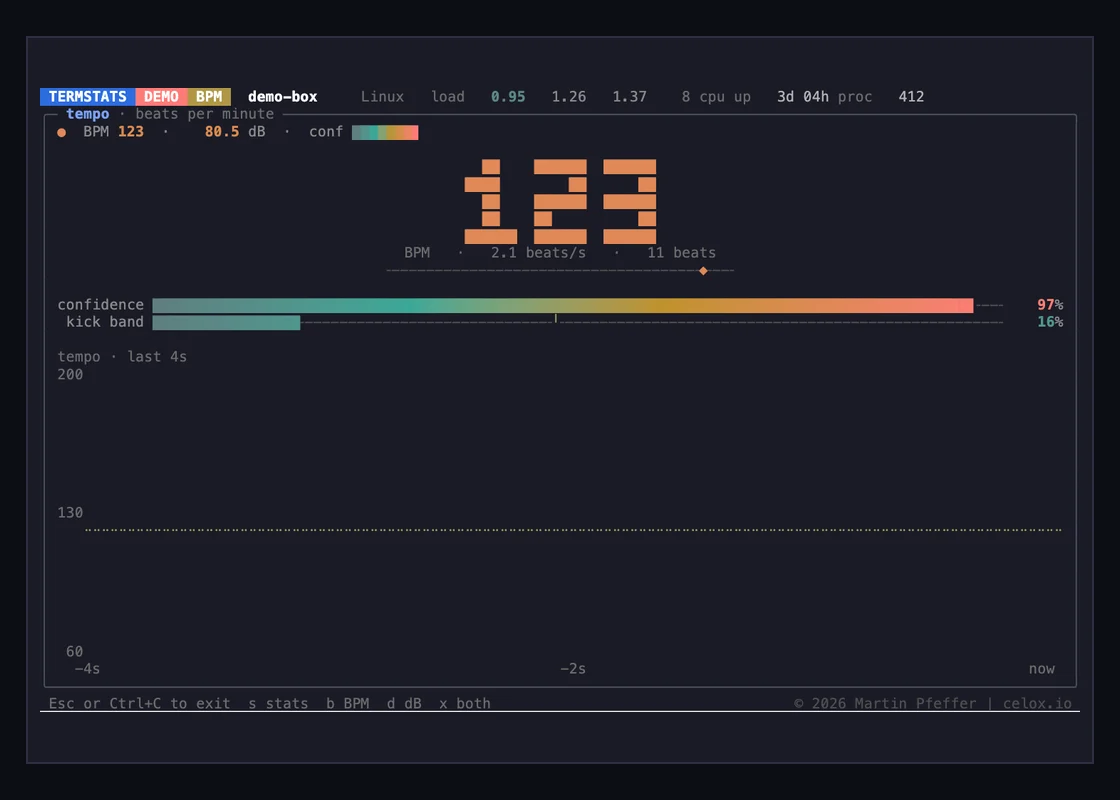 TERMSTATS DEMO BPM demo-box Linux load 0.95 1.26 1.37 8 cpu up 3d 04h proc 412
tempo · beats per minute
● BPM 123 · 80.5 dB · conf
123
BPM · 2.1 beats/s · 11 beats
confidence 97%
kick band 16%
tempo · last 4s
200
130
60
−4s −2s now
Esc or Ctrl+C to exit s stats b BPM d dB x both © 2026 Martin Pfeffer | celox.io